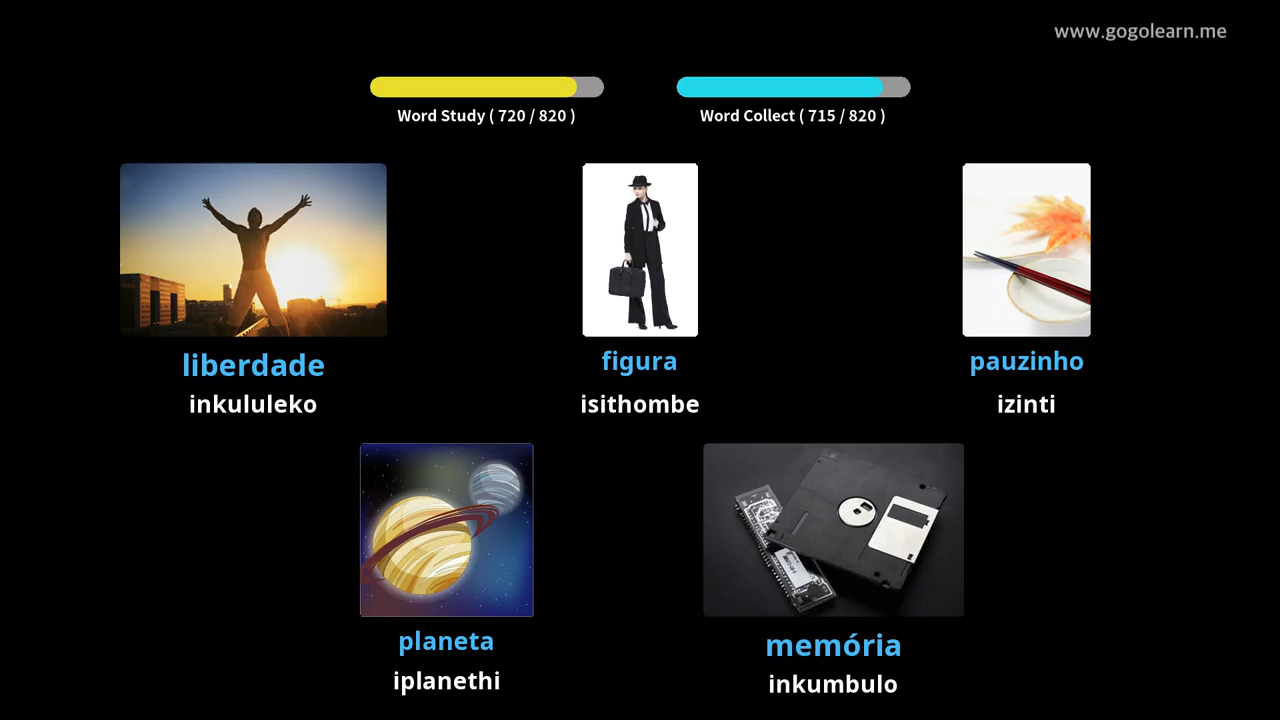 www.gogolearn.me
Word Study ( 720 / 820 )
Word Collect ( 715 / 820 )
liberdade
inkululeko
figura
isithombe
pauzinho
izinti
planeta
iplanethi
memória
inkumbulo